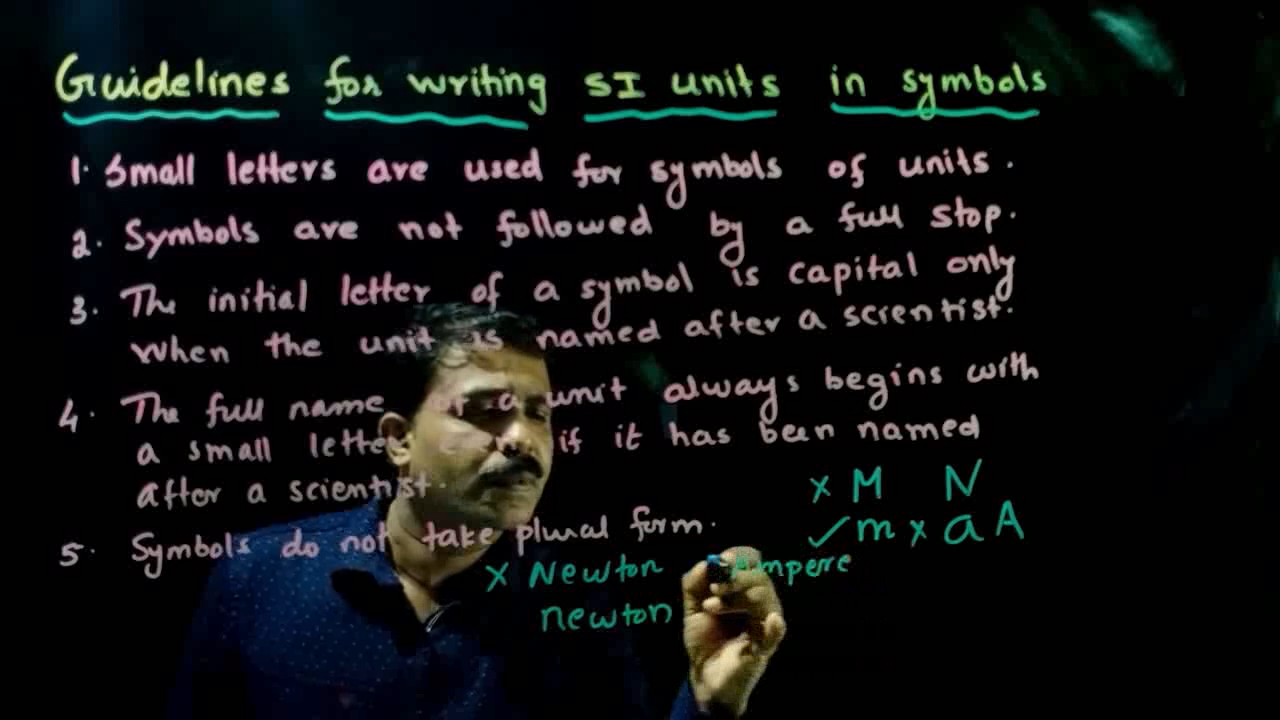 Guidelines for writing SI units in symbols
1. Small letters are used for symbols of units.
2. Symbols are not followed by a full stop.
3. The initial letter of a symbol is capital only
when the unit is named after a scientist.
4. The full name of a unit always begins with
a small letter if it has been named
after a scientist.
5. Symbols do not take plural form.
x M N
✓ m x a A
x Newton Ampere
newton